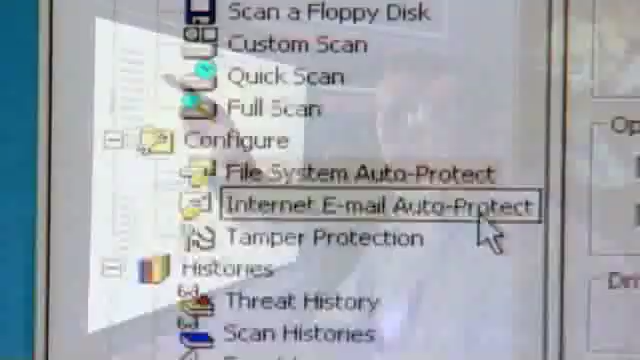 Scan a Floppy Disk
Custom Scan
Quick Scan
Full Scan
Configure
File System Auto-Protect
Internet E-mail Auto-Protect
Tamper Protection
Histories
Threat History
Scan Histories
Op